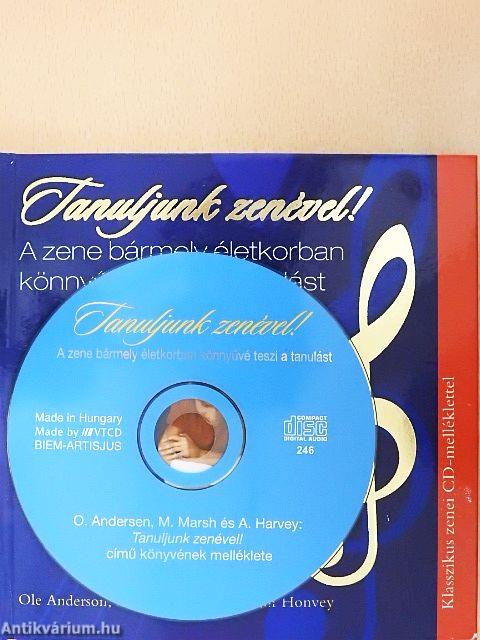 Tanuljunk zenével!
A zene bármely életkorban
könnyűvé dást
Tanuljunk zenével!
A zene bármely életkorban könnyűvé teszi a tanulást
Made in Hungary
Made by VTCD
BIEM-ARTISJUS
COMPACT
disc
DIGITAL AUDIO
246
O. Andersen, M. Marsh és A. Harvey:
Tanuljunk zenével!
című könyvének melléklete
Ole Anderson, Honvey
Klasszikus zenei CD-melléklettel
Antikvárium.hu